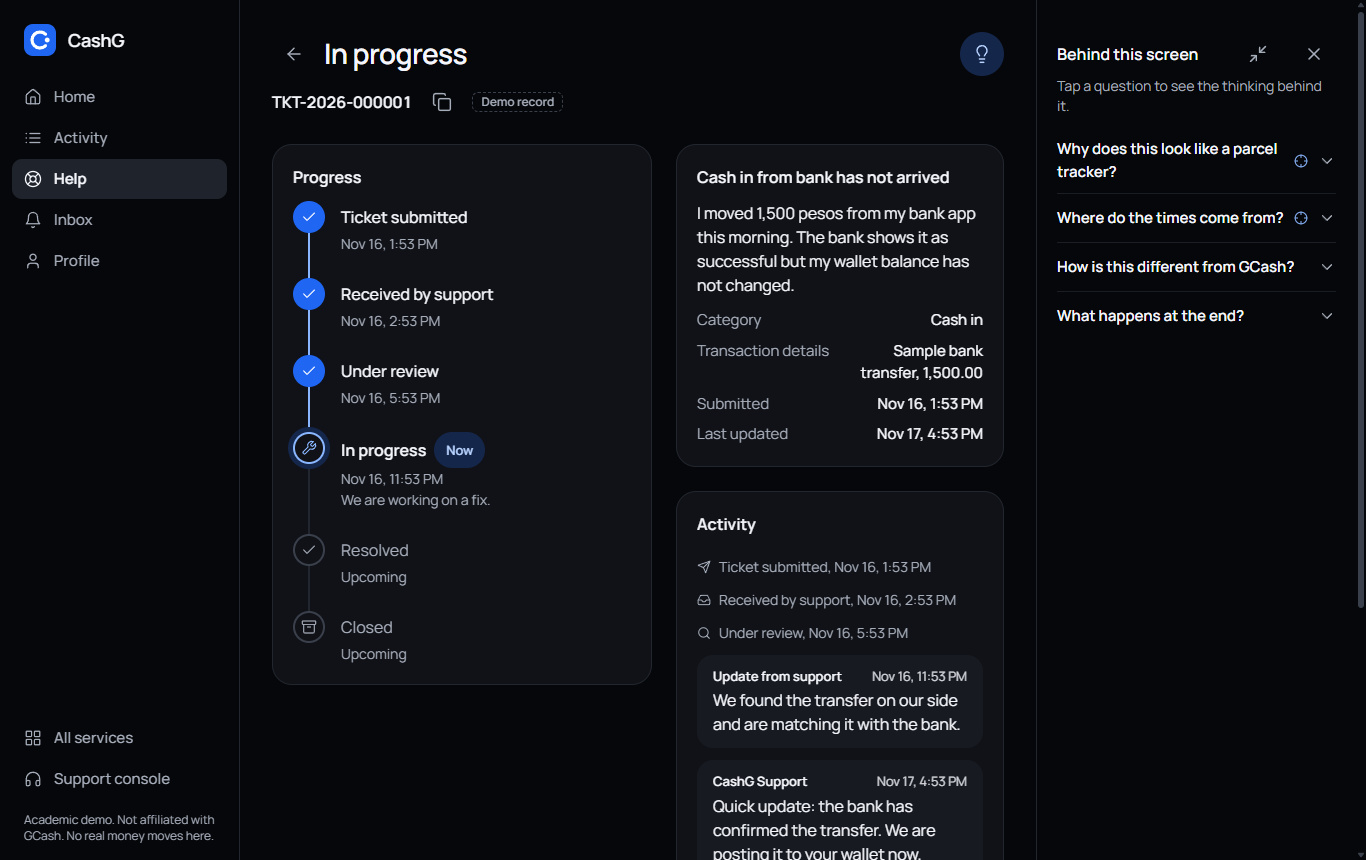 CashG
Home
Activity
Help
Inbox
Profile
All services
Support console
Academic demo. Not affiliated with
GCash. No real money moves here.
In progress
TKT-2026-000001
Demo record
Progress
Ticket submitted
Nov 16, 1:53 PM
Received by support
Nov 16, 2:53 PM
Under review
Nov 16, 5:53 PM
In progress Now
Nov 16, 11:53 PM
We are working on a fix.
Resolved
Upcoming
Closed
Upcoming
Cash in from bank has not arrived
I moved 1,500 pesos from my bank app
this morning. The bank shows it as
successful but my wallet balance has
not changed.
Category Cash in
Transaction details Sample bank
transfer, 1,500.00
Submitted Nov 16, 1:53 PM
Last updated Nov 17, 4:53 PM
Activity
Ticket submitted, Nov 16, 1:53 PM
Received by support, Nov 16, 2:53 PM
Under review, Nov 16, 5:53 PM
Update from support Nov 16, 11:53 PM
We found the transfer on our side
and are matching it with the bank.
CashG Support Nov 17, 4:53 PM
Quick update: the bank has
confirmed the transfer. We are
posting it to your wallet now.
Behind this screen
Tap a question to see the thinking behind
it.
Why does this look like a parcel
tracker?
Where do the times come from?
How is this different from GCash?
What happens at the end?